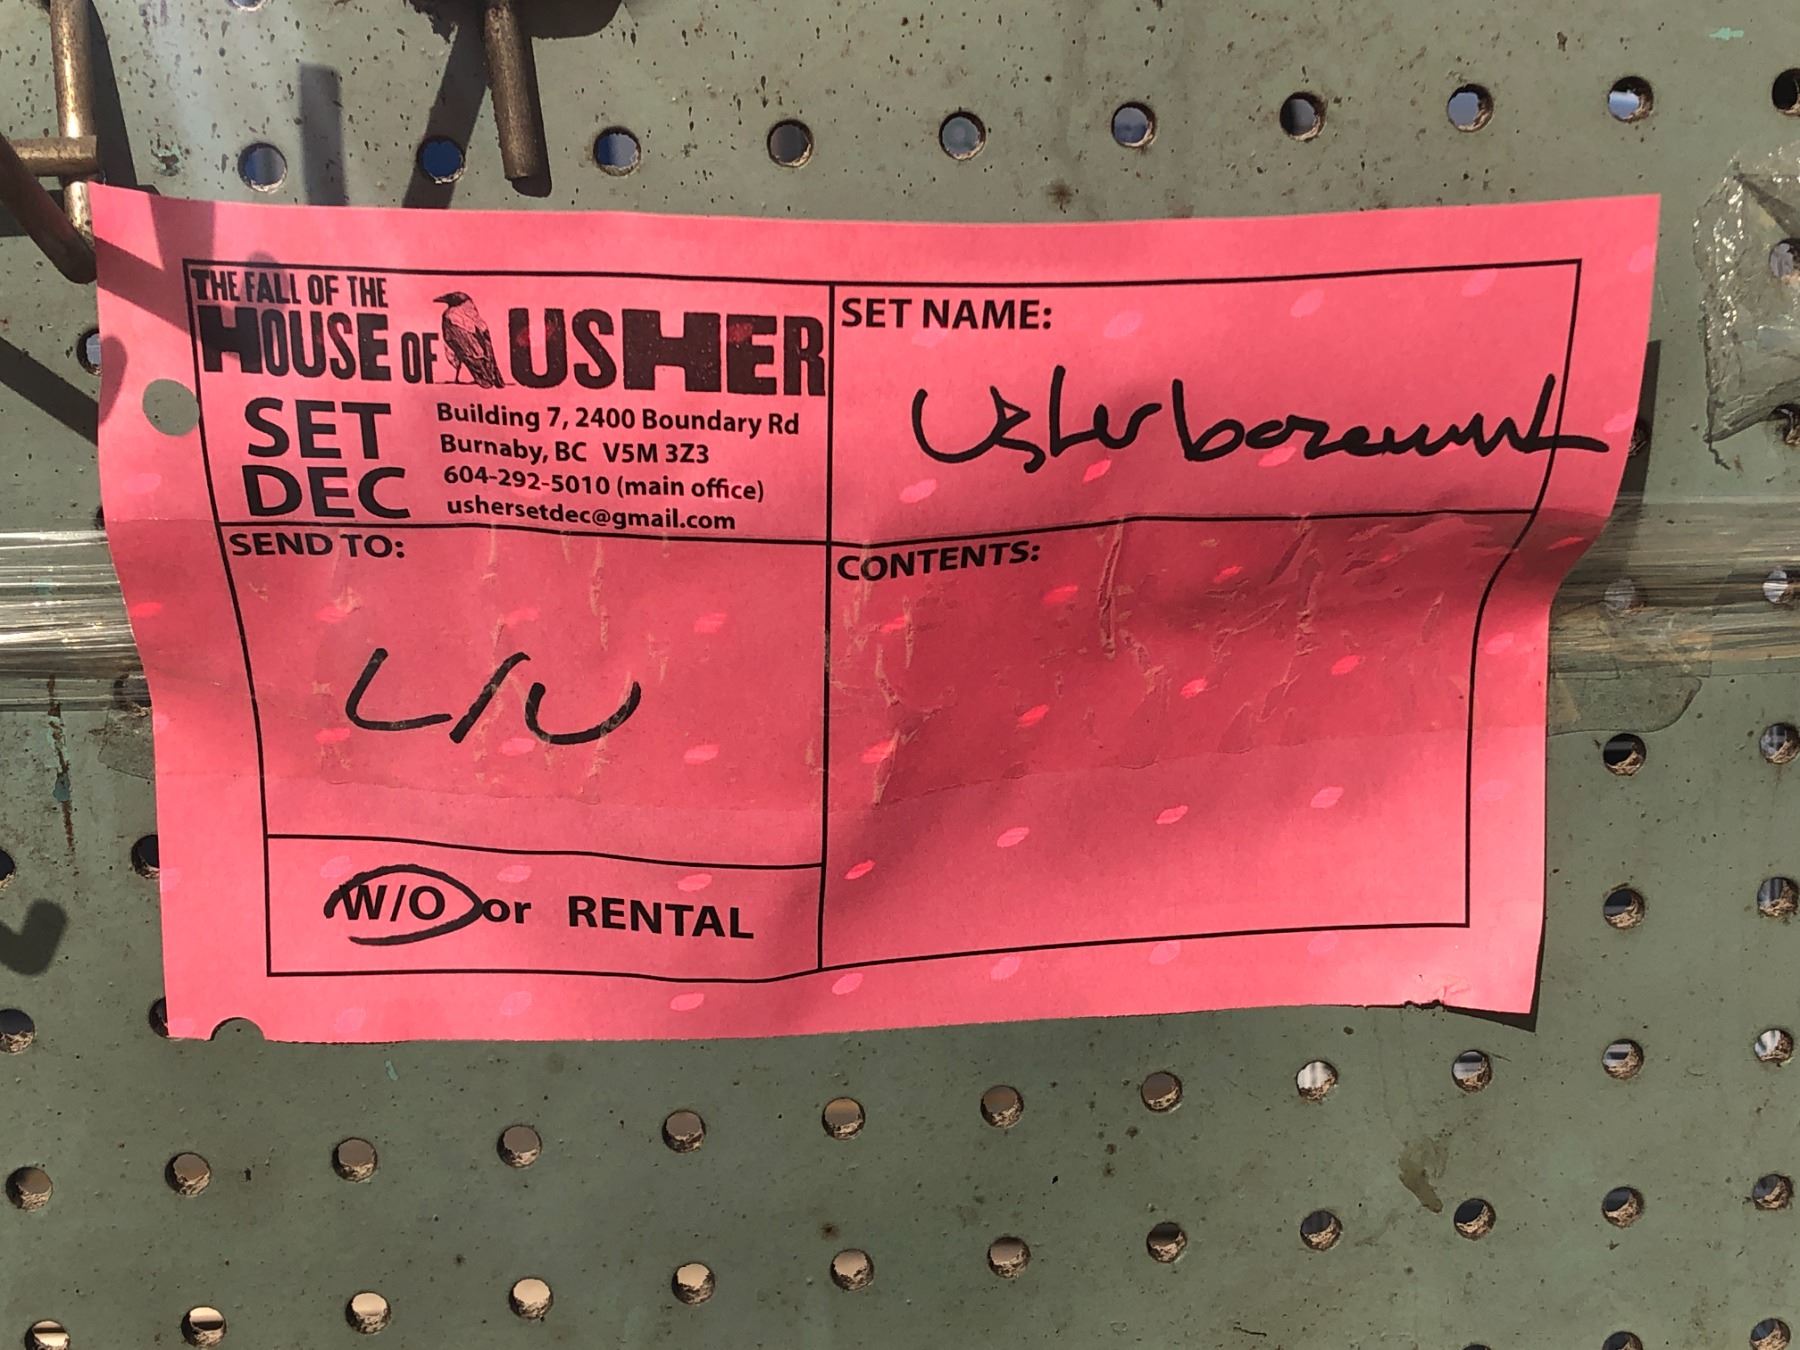 THE FALL OF THE
HOUSE OF USHER
SET DEC
Building 7, 2400 Boundary Rd
Burnaby, BC V5M 3Z3
604-292-5010 (main office)
ushersetdec@gmail.com
SET NAME:
Usher basement
SEND TO:
L/U
CONTENTS:
W/O or RENTAL